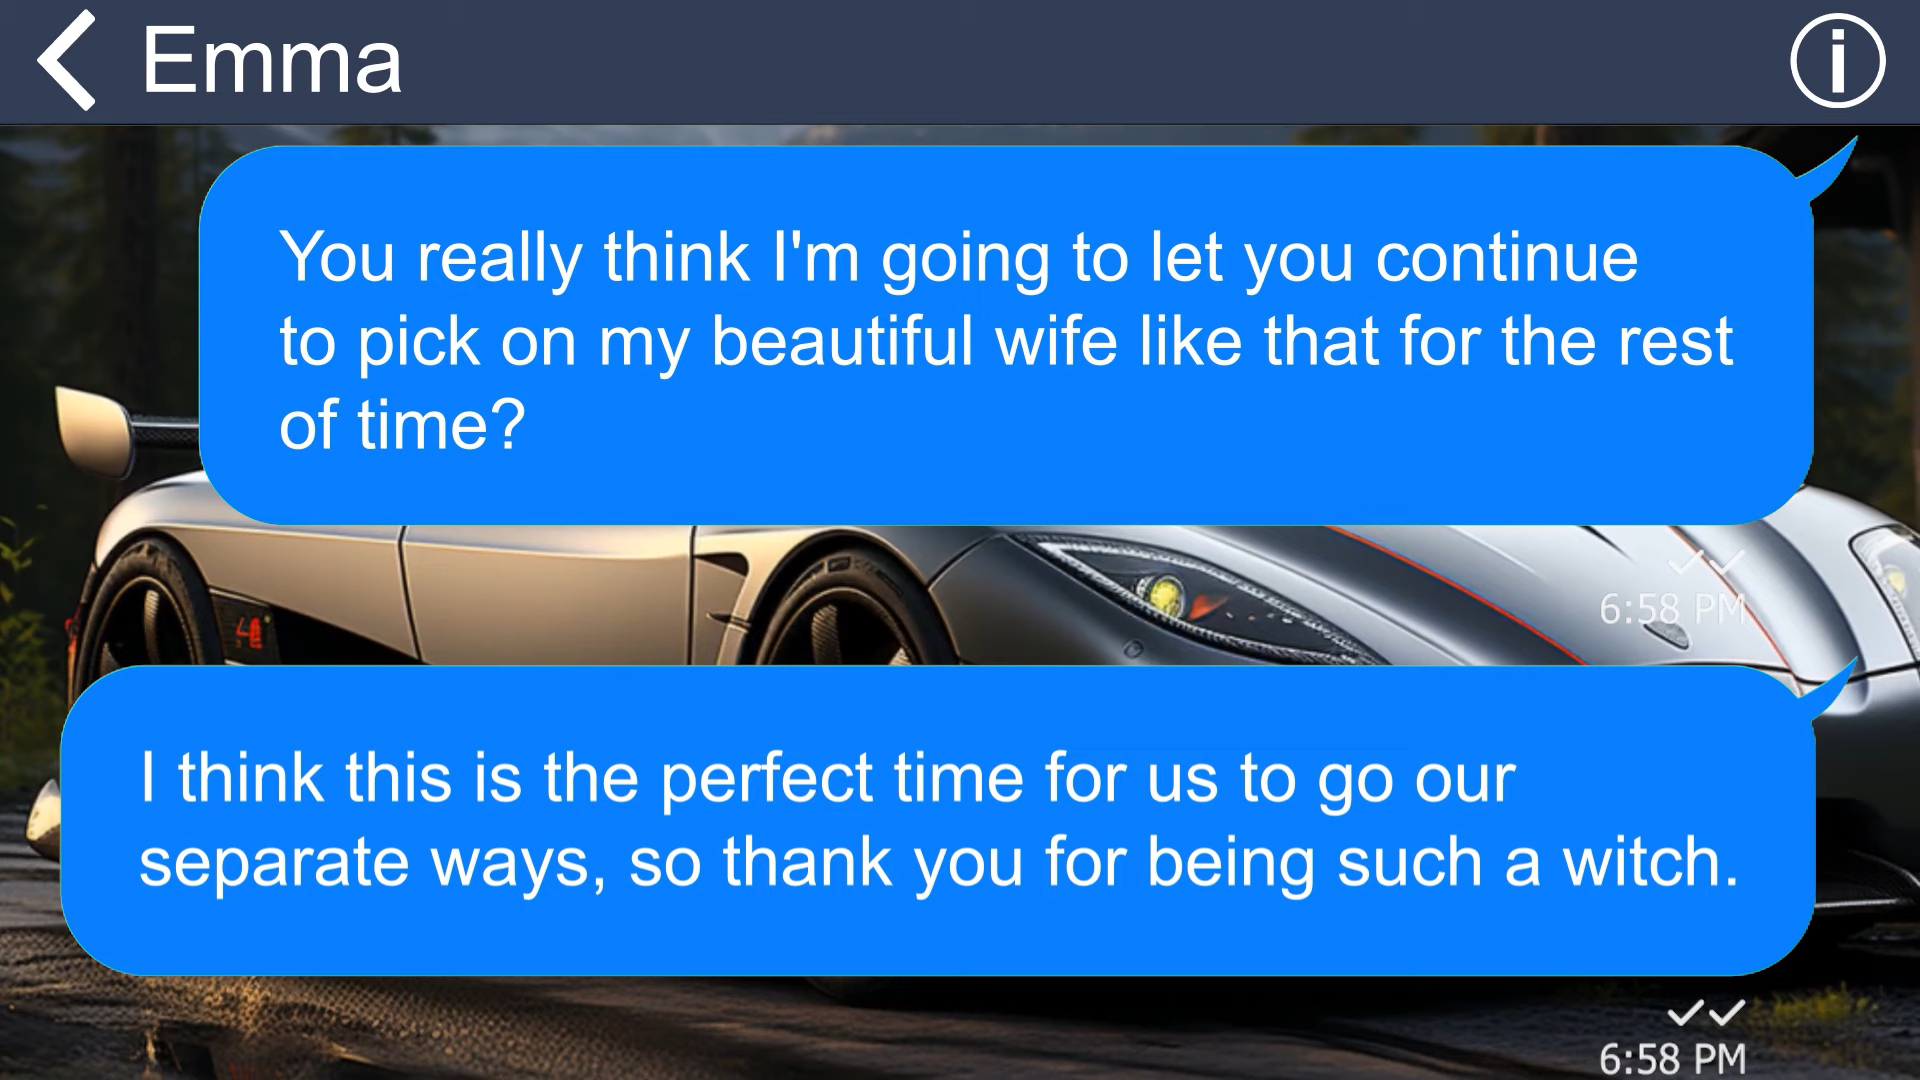 Emma
You really think I'm going to let you continue
to pick on my beautiful wife like that for the rest
of time?
6:58 PM
I think this is the perfect time for us to go our
separate ways, so thank you for being such a witch.
6:58 PM